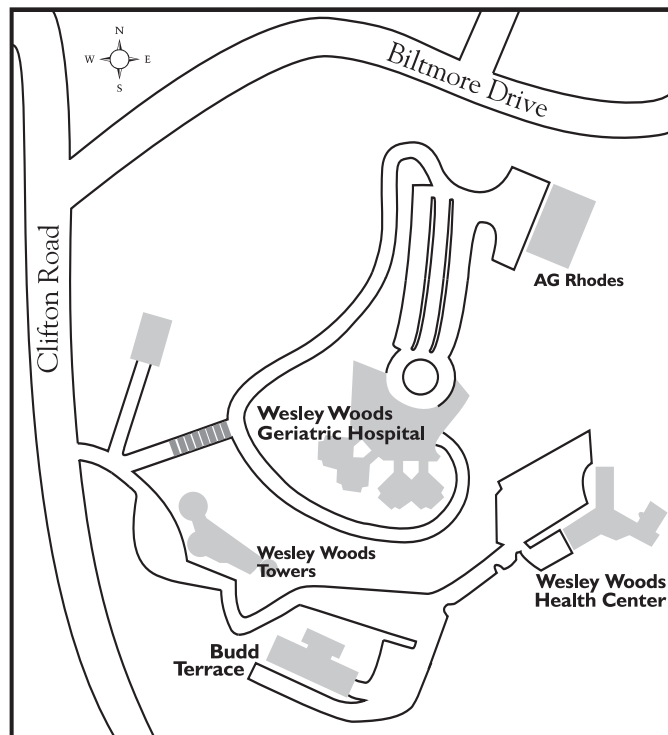 N
W E
S
Biltmore Drive
Clifton Road
AG Rhodes
Wesley Woods
Geriatric Hospital
Wesley Woods
Towers
Wesley Woods
Health Center
Budd
Terrace